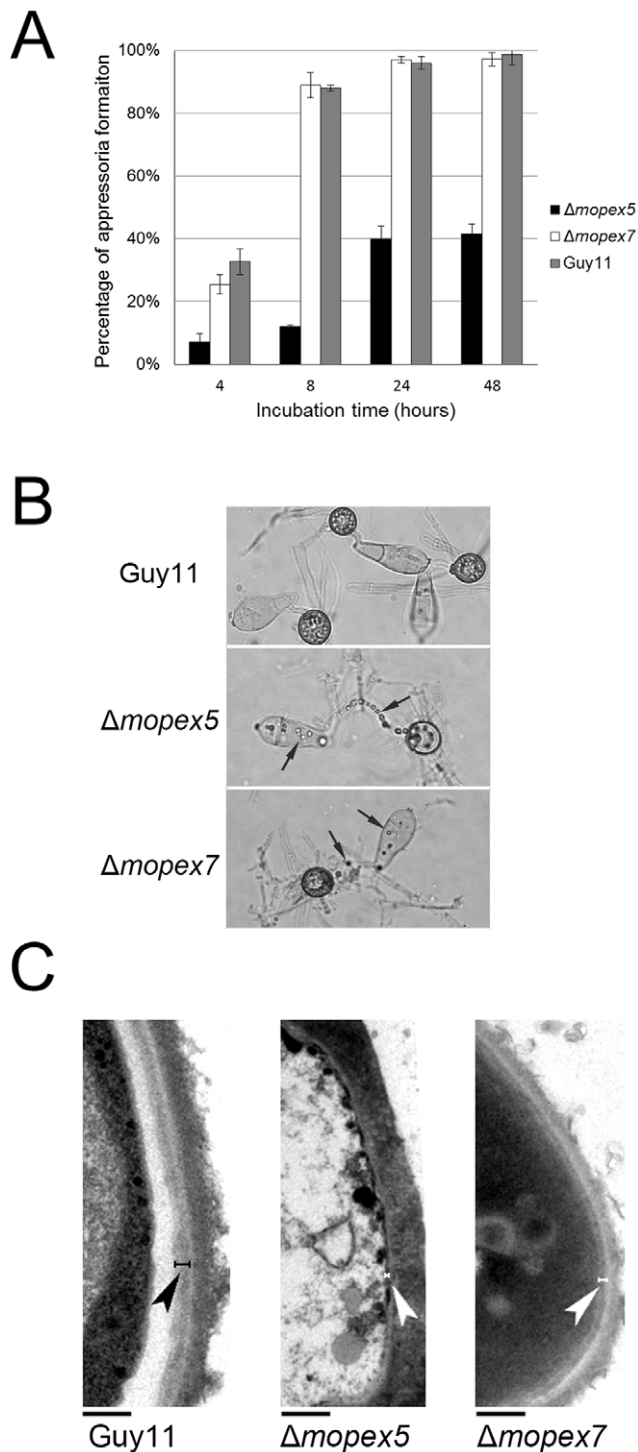 A
100%
80%
60%
40%
20%
0%
Percentage of appressoria formaiton
4
8
24
48
Incubation time (hours)
Δmopex5
Δmopex7
Guy11
B
Guy11
Δmopex5
Δmopex7
C
Guy11
Δmopex5
Δmopex7